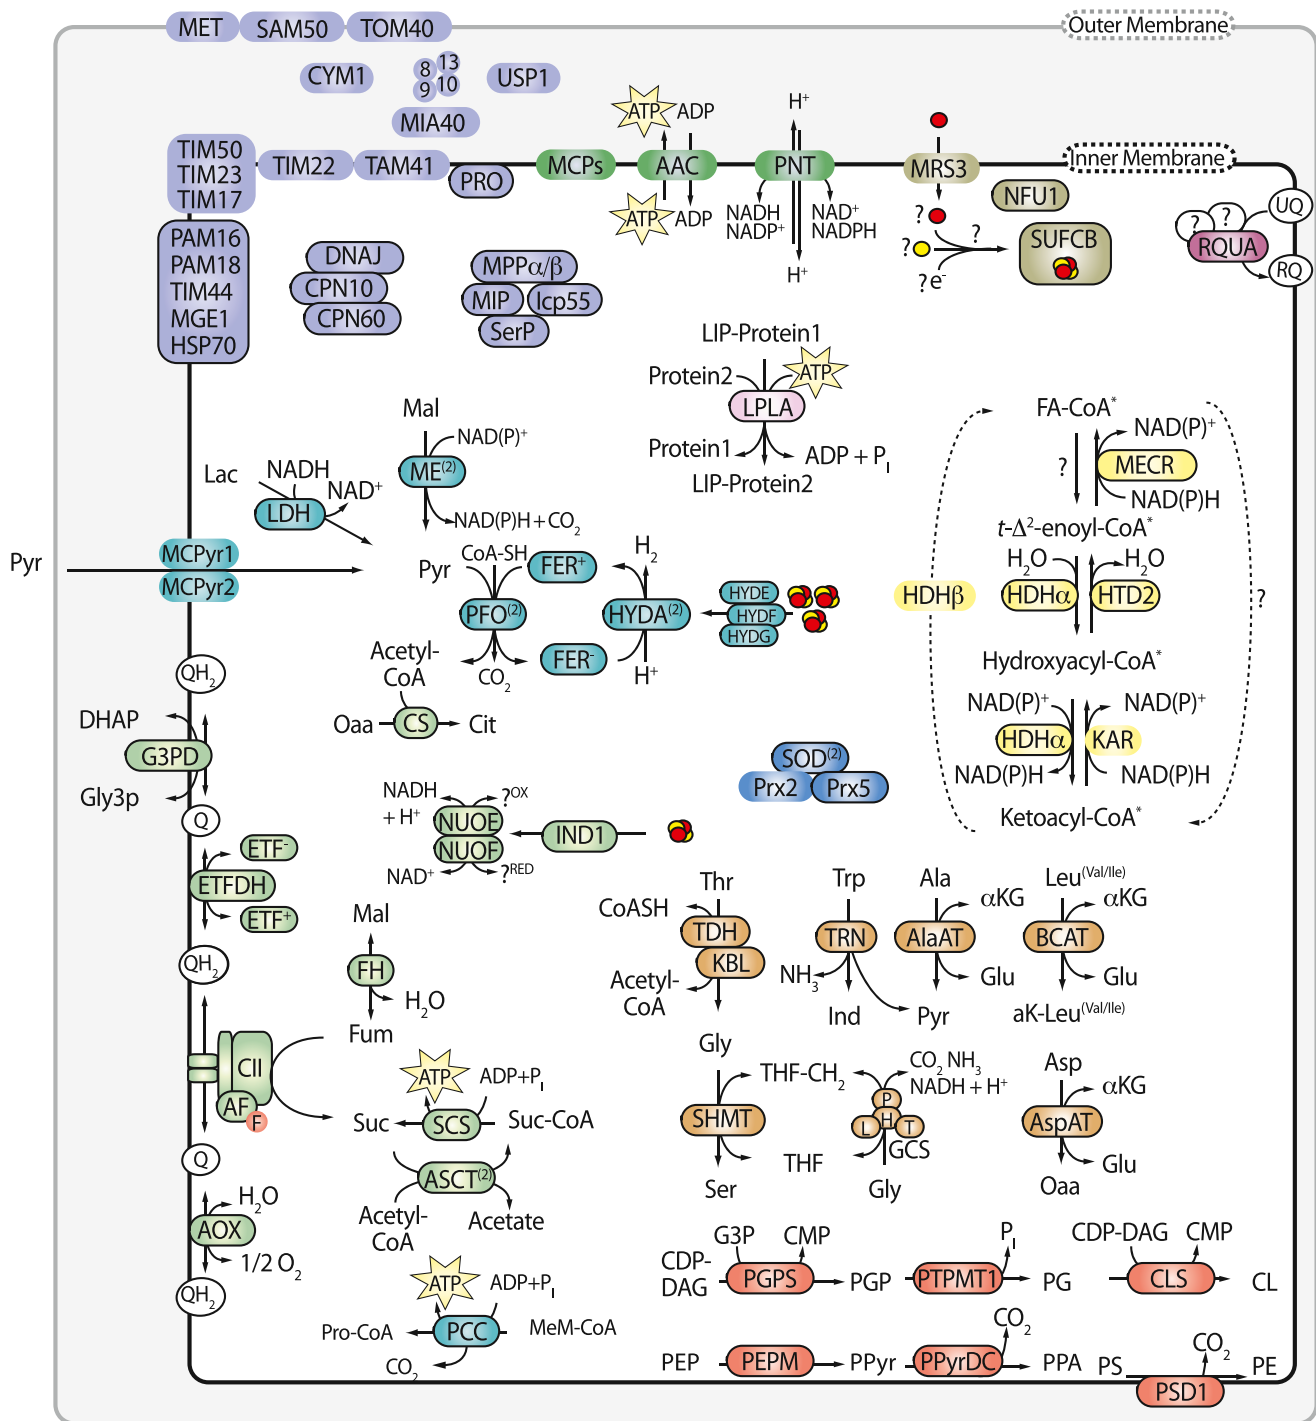 MET SAM50 TOM40 Outer Membrane
CYM1 8 13 9 10 USP1
MIA40 ATP ADP H+
TIM50
TIM23
TIM17
TIM22 TAM41 PRO MCPs AAC PNT MRS3 Inner Membrane
NFU1
ATP ADP NADH NAD+
NADP+ NADPH
H+
? ? SUFCB
?
?e-
? ? UQ
RQUA
RQ
PAM16
PAM18
TIM44
MGE1
HSP70
DNAJ
CPN10
CPN60
MPPα/β
MIP Icp55
SerP
LIP-Protein1
Protein2 ATP
LPLA
Protein1 ADP + PI
LIP-Protein2
Mal
NAD(P)+
ME(2)
NAD(P)H + CO2
Lac NADH NAD+
LDH
Pyr MCPyr1
MCPyr2
Pyr CoA-SH FER+ H2
PFO(2) HYDA(2) HYDE
HYDF
HYDG
Acetyl-
CoA
CO2 FER- H+
Oaa CS Cit
FA-CoA*
NAD(P)+
? MECR
NAD(P)H
t-Δ2-enoyl-CoA*
H2O H2O
HDHβ HDHα HTD2 ?
Hydroxyacyl-CoA*
NAD(P)+ NAD(P)+
HDHα KAR
NAD(P)H NAD(P)H
Ketoacyl-CoA*
QH2
DHAP
G3PD
Gly3p
Q
ETF-
ETFDH
ETF+
QH2
SOD(2)
Prx2 Prx5
NADH
+ H+
?OX
NUOE
NUOF
IND1
NAD+ ?RED
Mal
FH
H2O
Fum
CII
AF
F
Suc ATP ADP+PI
SCS Suc-CoA
ASCT(2)
Acetyl-
CoA
Acetate
Q
H2O
AOX
1/2 O2
QH2
ATP ADP+PI
Pro-CoA PCC MeM-CoA
CO2
Thr Trp Ala Leu(Val/Ile)
CoASH αKG αKG
TDH
KBL
TRN AlaAT BCAT
Acetyl-
CoA
NH3 Glu Glu
Gly Ind Pyr aK-Leu(Val/Ile)
THF-CH2 CO2 NH3
NADH + H+
Asp
αKG
SHMT P
L H T
GCS
AspAT
THF Glu
Ser Gly Oaa
G3P CMP PI CDP-DAG CMP
CDP-
DAG
PGPS PGP PTPMT1 PG CLS CL
CO2 CO2
PEP PEPM PPyr PPyrDC PPA PS PE
PSD1